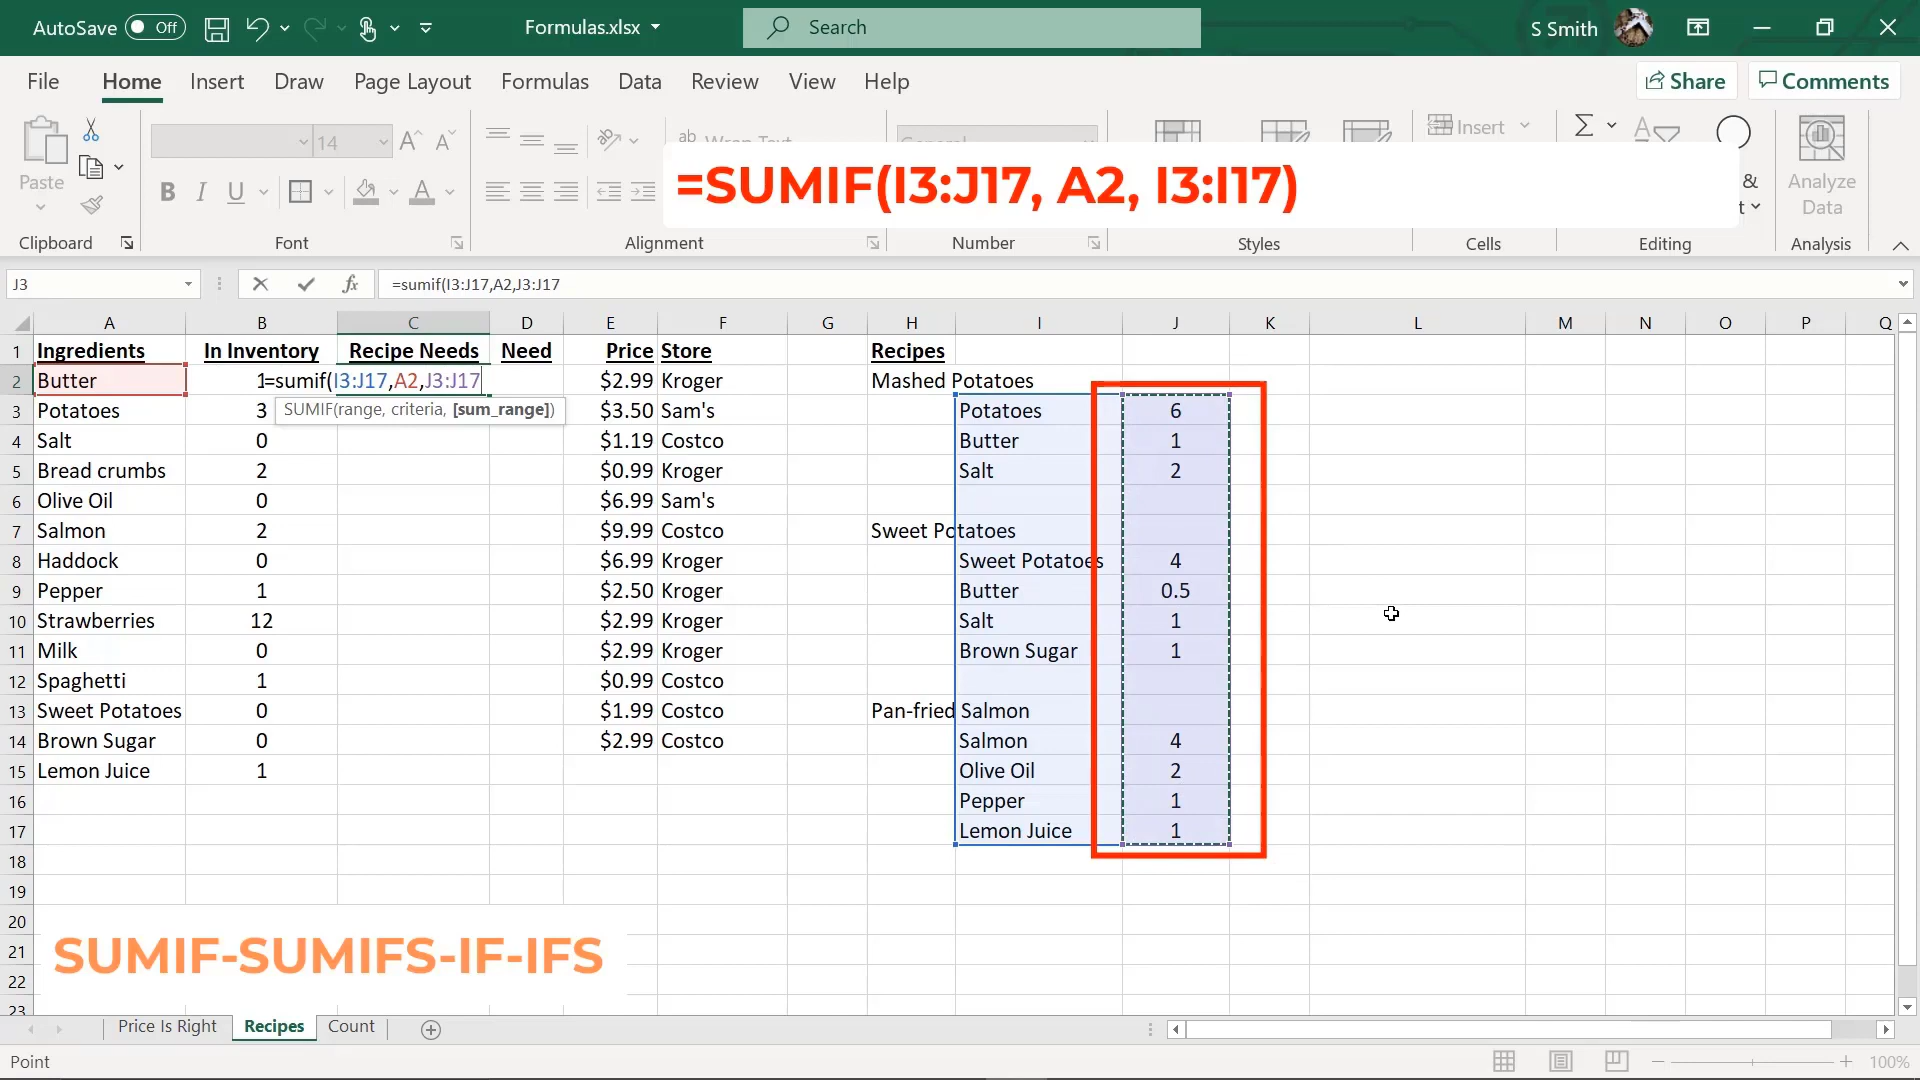 AutoSave Off Formulas.xlsx Search S Smith
File Home Insert Draw Page Layout Formulas Data Review View Help Share Comments
Paste 14 A A ab General Insert Σ Analyze Data
B I U A &
=SUMIF(I3:J17, A2, I3:I17)
Clipboard Font Alignment Number Styles Cells Editing Analysis
J3 fx =sumif(I3:J17,A2,J3:J17
A B C D E F G H I J K L M N O P Q
1 Ingredients In Inventory Recipe Needs Need Price Store Recipes
2 Butter 1 =sumif(I3:J17,A2,J3:J17 $2.99 Kroger Mashed Potatoes
3 Potatoes 3 SUMIF(range, criteria, [sum_range]) $3.50 Sam's Potatoes 6
4 Salt 0 $1.19 Costco Butter 1
5 Bread crumbs 2 $0.99 Kroger Salt 2
6 Olive Oil 0 $6.99 Sam's
7 Salmon 2 $9.99 Costco Sweet Potatoes
8 Haddock 0 $6.99 Kroger Sweet Potatoes 4
9 Pepper 1 $2.50 Kroger Butter 0.5
10 Strawberries 12 $2.99 Kroger Salt 1
11 Milk 0 $2.99 Kroger Brown Sugar 1
12 Spaghetti 1 $0.99 Costco
13 Sweet Potatoes 0 $1.99 Costco Pan-fried Salmon
14 Brown Sugar 0 $2.99 Costco Salmon 4
15 Lemon Juice 1 Olive Oil 2
16 Pepper 1
17 Lemon Juice 1
18
19
20
21
22
23
SUMIF-SUMIFS-IF-IFS
Price Is Right Recipes Count
Point 100%